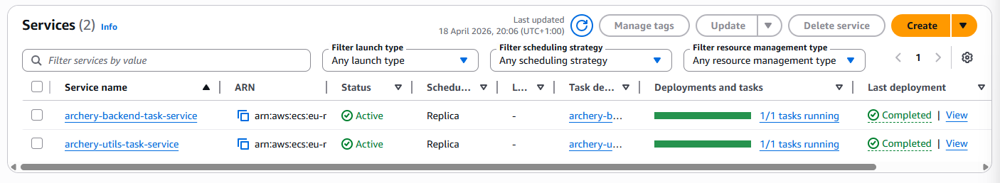 Services (2) Info
Last updated
18 April 2026, 20:06 (UTC+1:00)
Manage tags
Update
Delete service
Create
Filter services by value
Filter launch type
Any launch type
Filter scheduling strategy
Any scheduling strategy
Filter resource management type
Any resource management type
1
Service name ARN Status Schedu... L... Task de... Deployments and tasks Last deployment
archery-backend-task-service arn:aws:ecs:eu-r Active Replica - archery-b... 1/1 tasks running Completed | View
archery-utils-task-service arn:aws:ecs:eu-r Active Replica - archery-u... 1/1 tasks running Completed | View